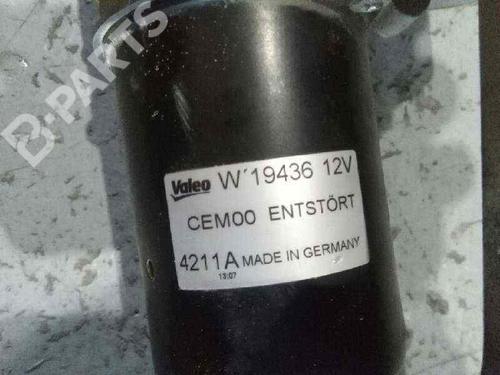 B-PARTS
Valeo W'19436 12V
CEM00 ENTSTÖRT
4211A MADE IN GERMANY
13:07